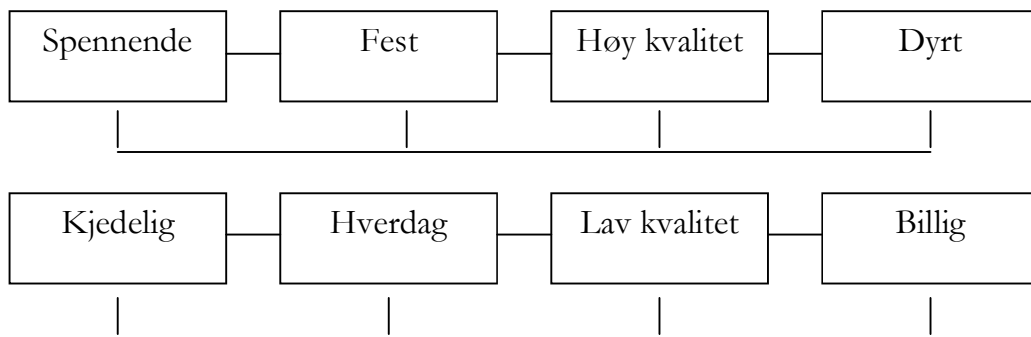 Spennende
Fest
Høy kvalitet
Dyrt
Kjedelig
Hverdag
Lav kvalitet
Billig